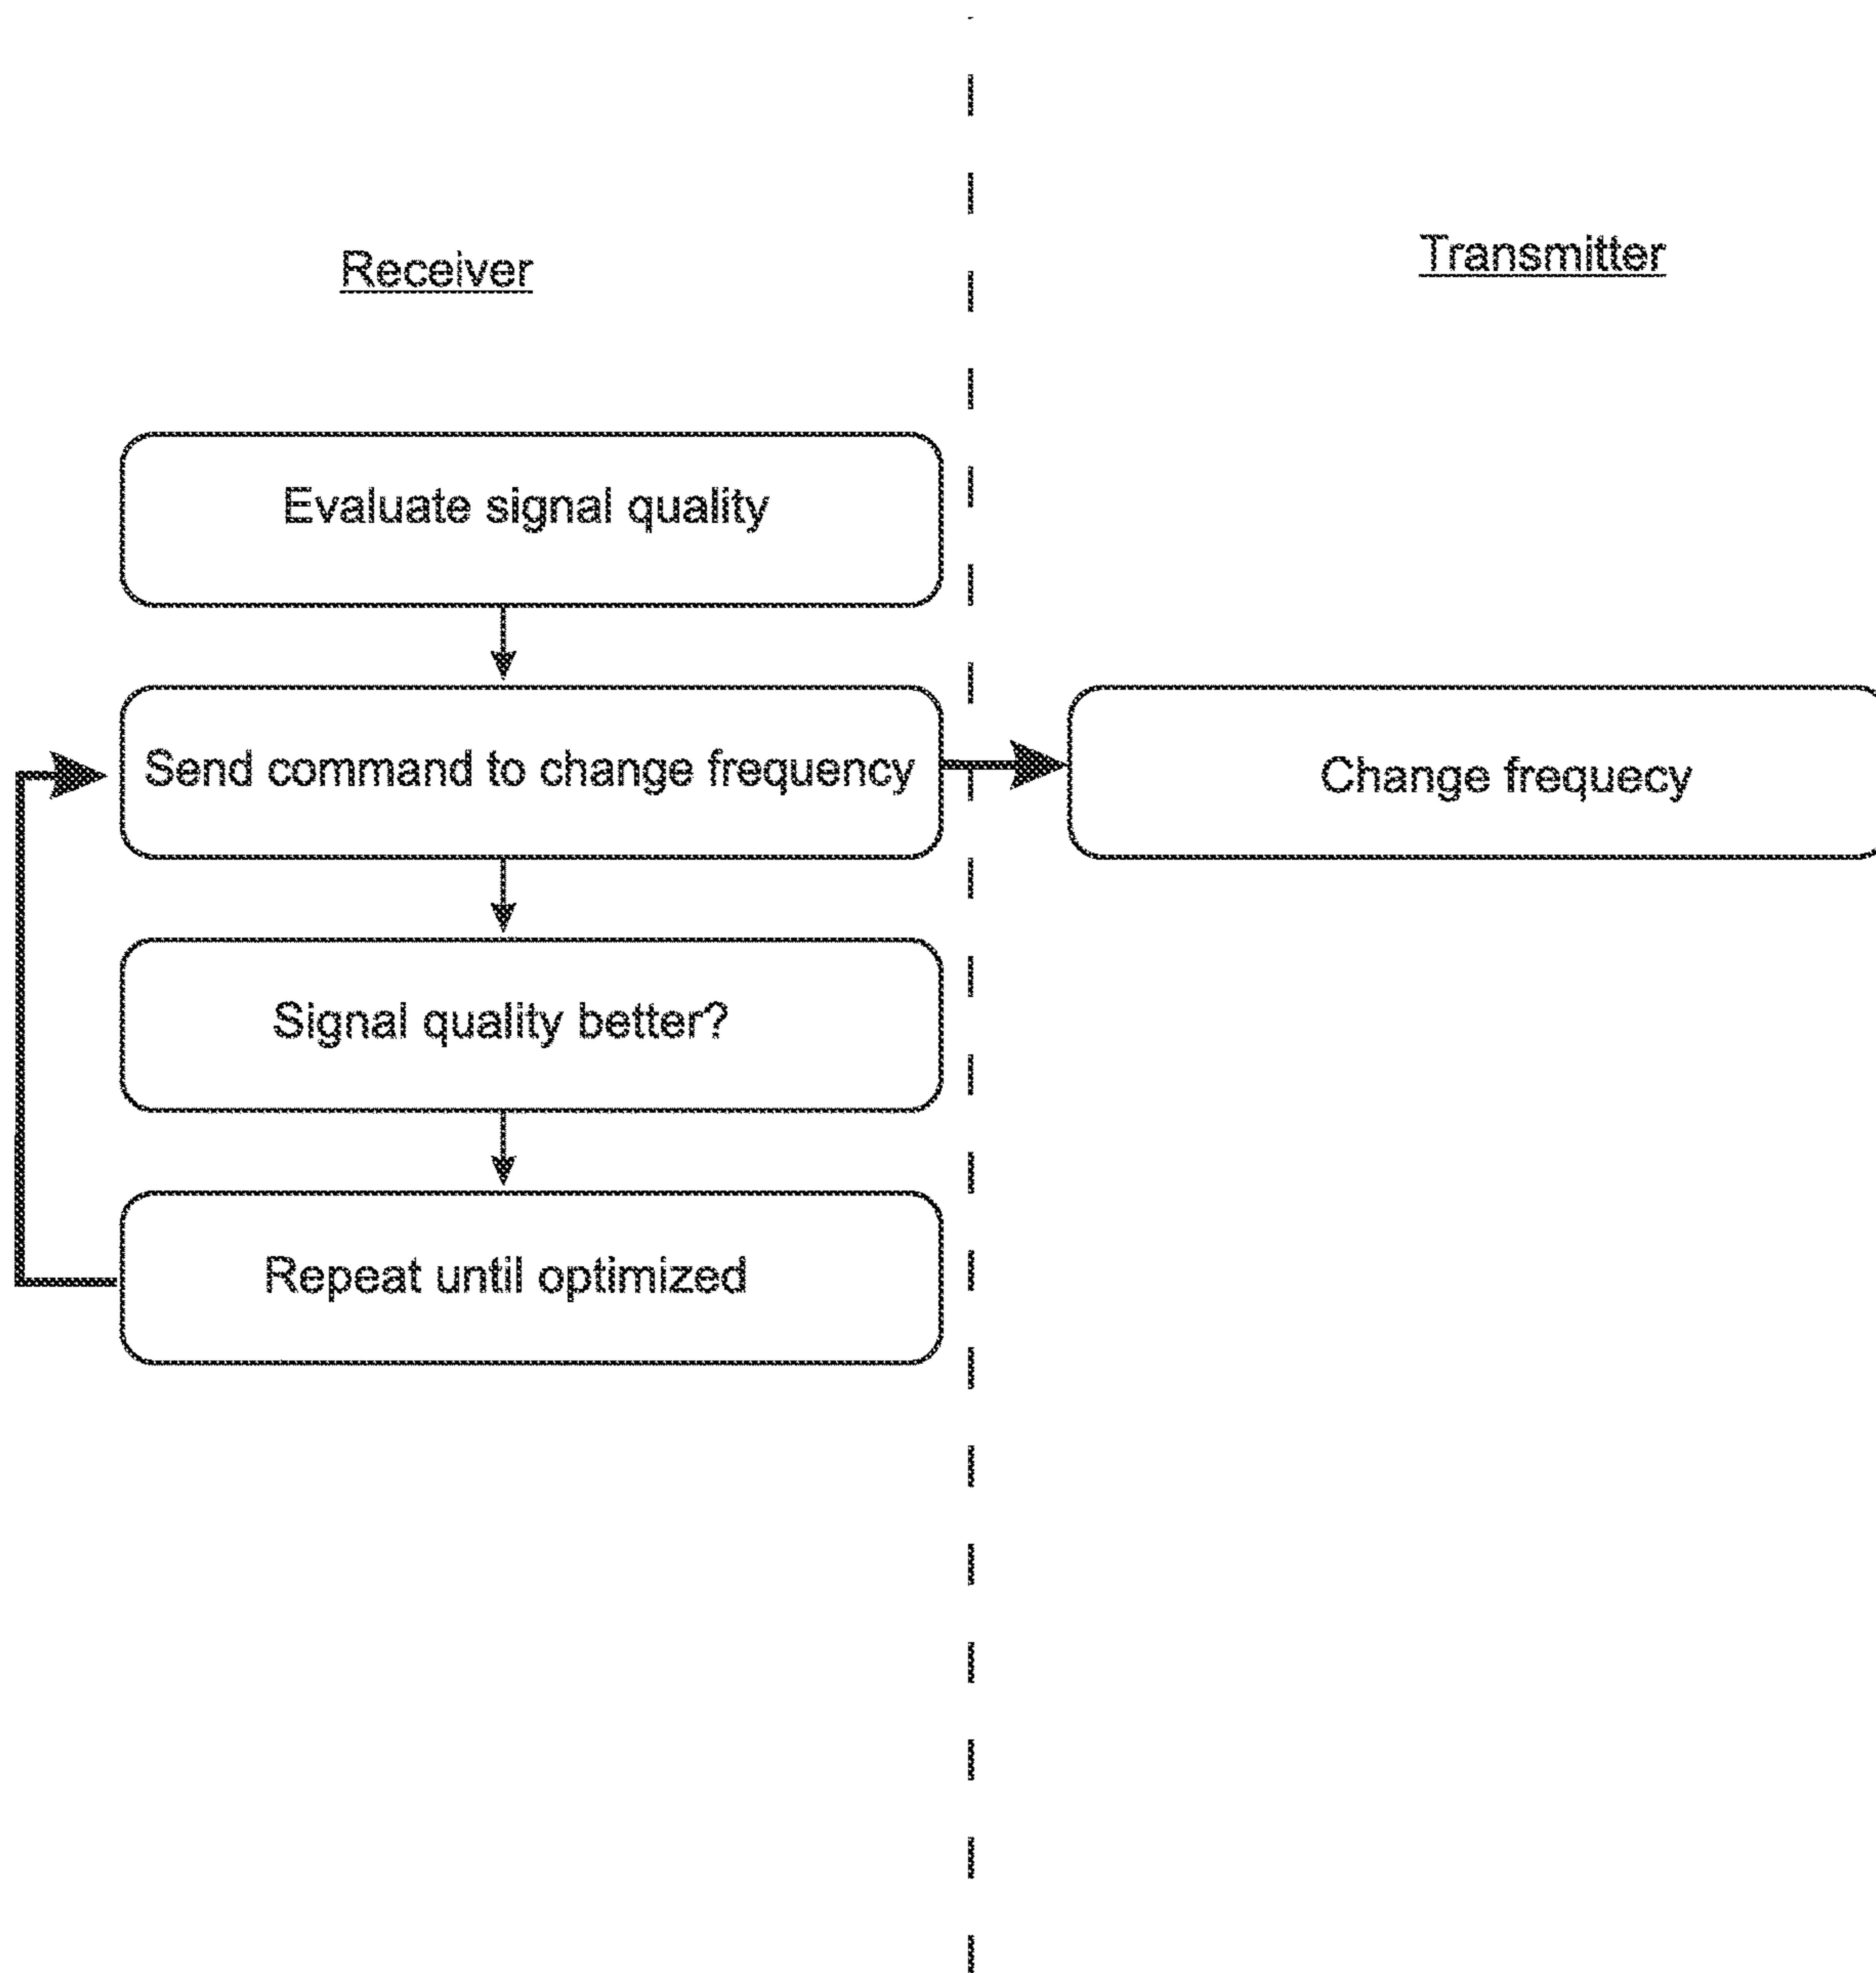 Receiver
Transmitter
Evaluate signal quality
Send command to change frequency
Change frequecy
Signal quality better?
Repeat until optimized